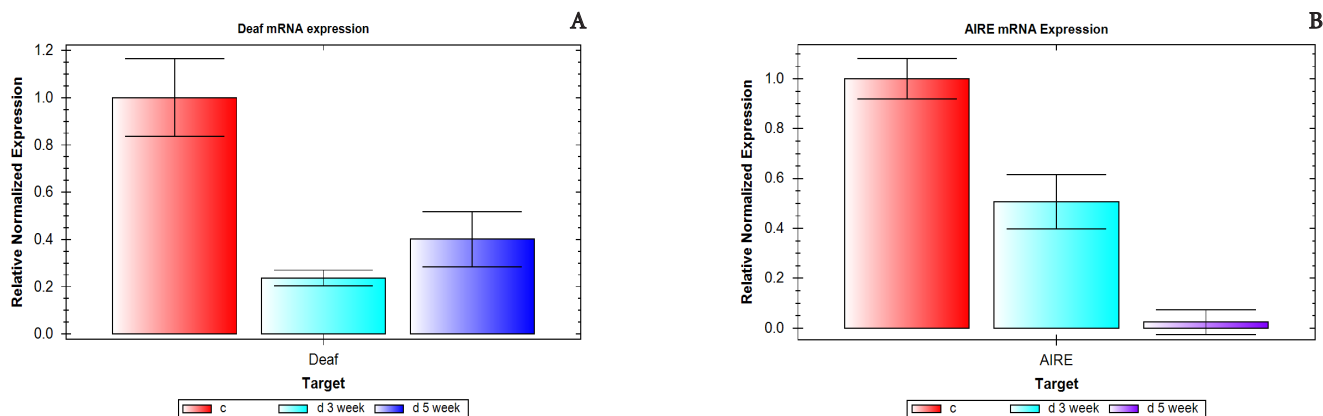 Deaf mRNA expression
A
Relative Normalized Expression
1.2
1.0
0.8
0.6
0.4
0.2
0.0
Deaf
Target
c d 3 week d 5 week
AIRE mRNA Expression
B
Relative Normalized Expression
1.0
0.8
0.6
0.4
0.2
0.0
AIRE
Target
c d 3 week d 5 week